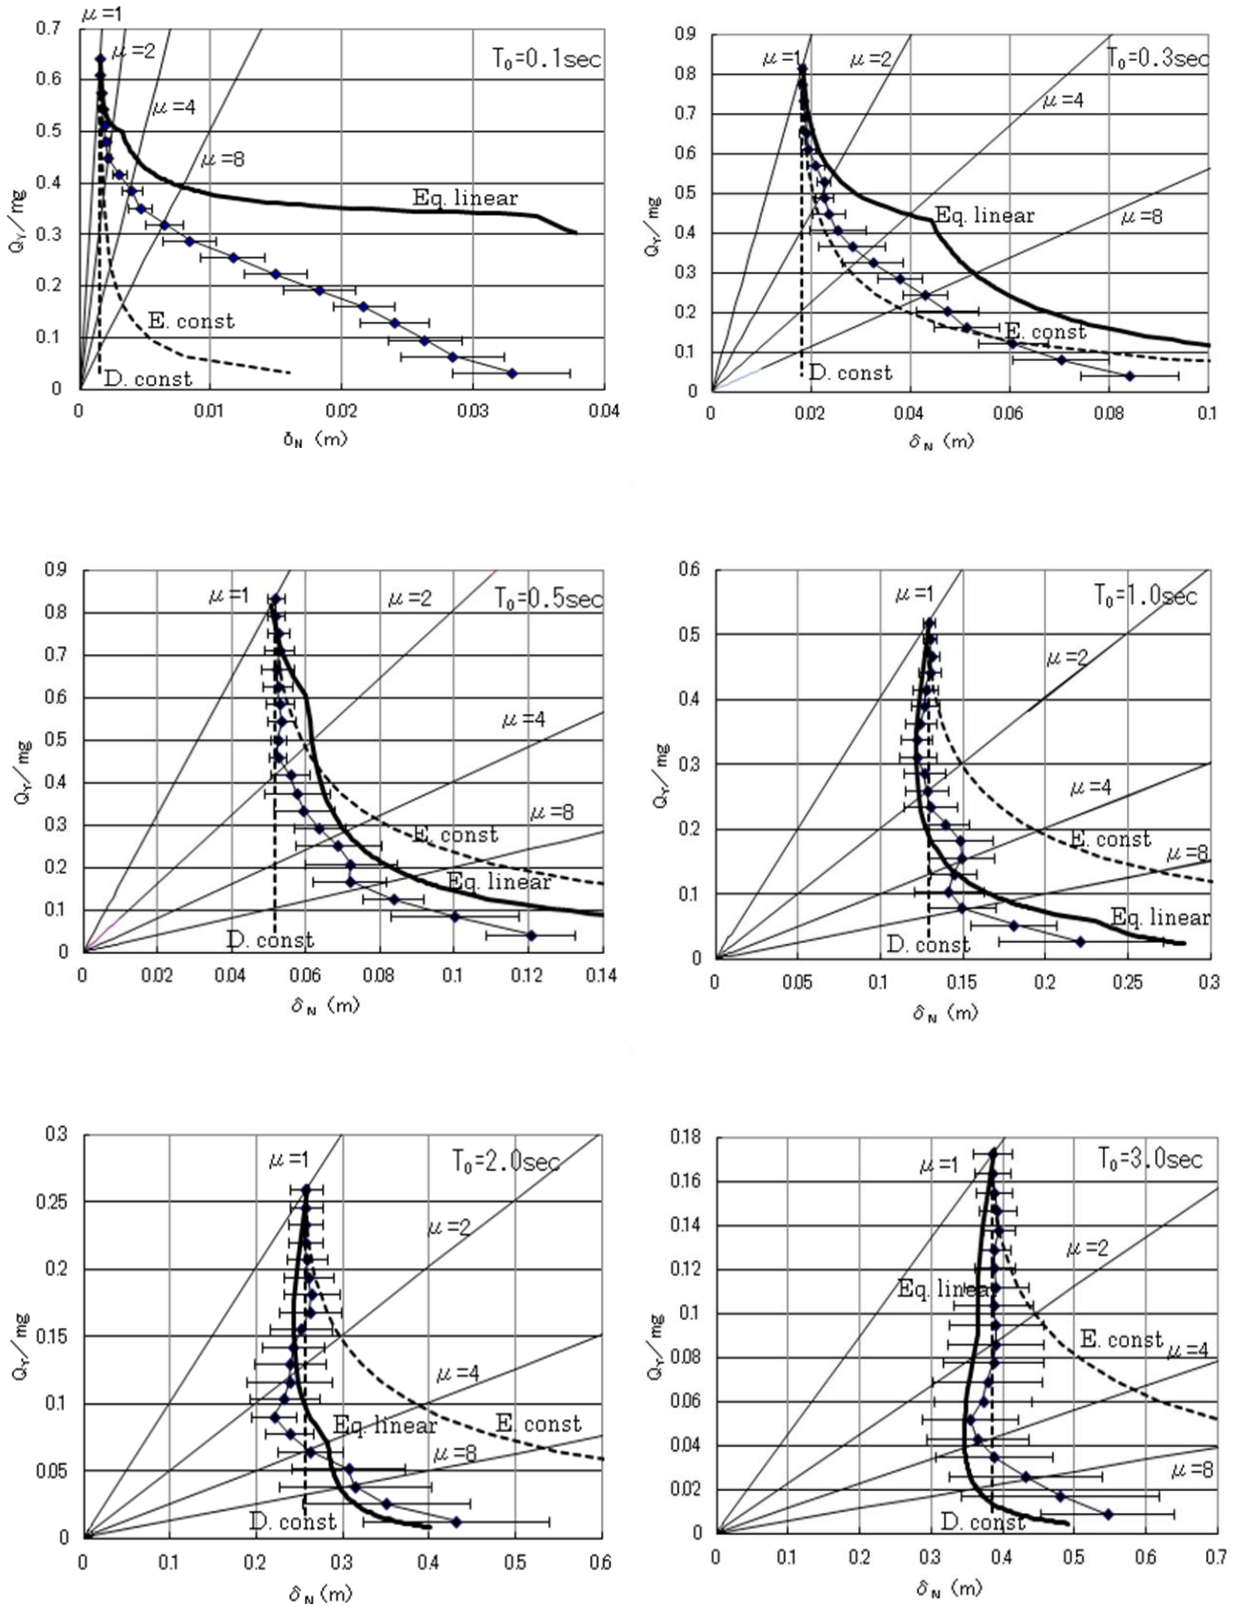 μ=1
0.7
T₀=0.1sec
μ=2
0.6
μ=4
0.5
μ=8
0.4
Eq. linear
0.3
0.2
E. const
0.1
D. const
0
Q_Y/mg
0 0.01 0.02 0.03 0.04
δ_N (m)
0.9
μ=1 μ=2 T₀=0.3sec
0.8
μ=4
0.7
0.6
0.5
μ=8
Eq. linear
0.4
0.3
0.2
E. const
0.1
D. const
0
Q_Y/mg
0 0.02 0.04 0.06 0.08 0.1
δ_N (m)
0.9
μ=1 μ=2 T₀=0.5sec
0.8
0.7
0.6
μ=4
0.5
0.4
μ=8
0.3
E. const
0.2
Eq. linear
0.1
D. const
0
Q_Y/mg
0 0.02 0.04 0.06 0.08 0.1 0.12 0.14
δ_N (m)
0.6
μ=1 T₀=1.0sec
0.5
μ=2
0.4
0.3
μ=4
0.2
E. const
μ=8
0.1
Eq. linear
D. const
0
Q_Y/mg
0 0.05 0.1 0.15 0.2 0.25 0.3
δ_N (m)
0.3
μ=1 T₀=2.0sec
0.25
μ=2
0.2
0.15
μ=4
0.1
Eq. linear E. const
μ=8
0.05
D. const
0
Q_Y/mg
0 0.1 0.2 0.3 0.4 0.5 0.6
δ_N (m)
0.18
μ=1 T₀=3.0sec
0.16
0.14
μ=2
0.12
Eq. linear
0.1
E. const
μ=4
0.08
0.06
0.04
μ=8
0.02
D. const
0
Q_Y/mg
0 0.1 0.2 0.3 0.4 0.5 0.6 0.7
δ_N (m)